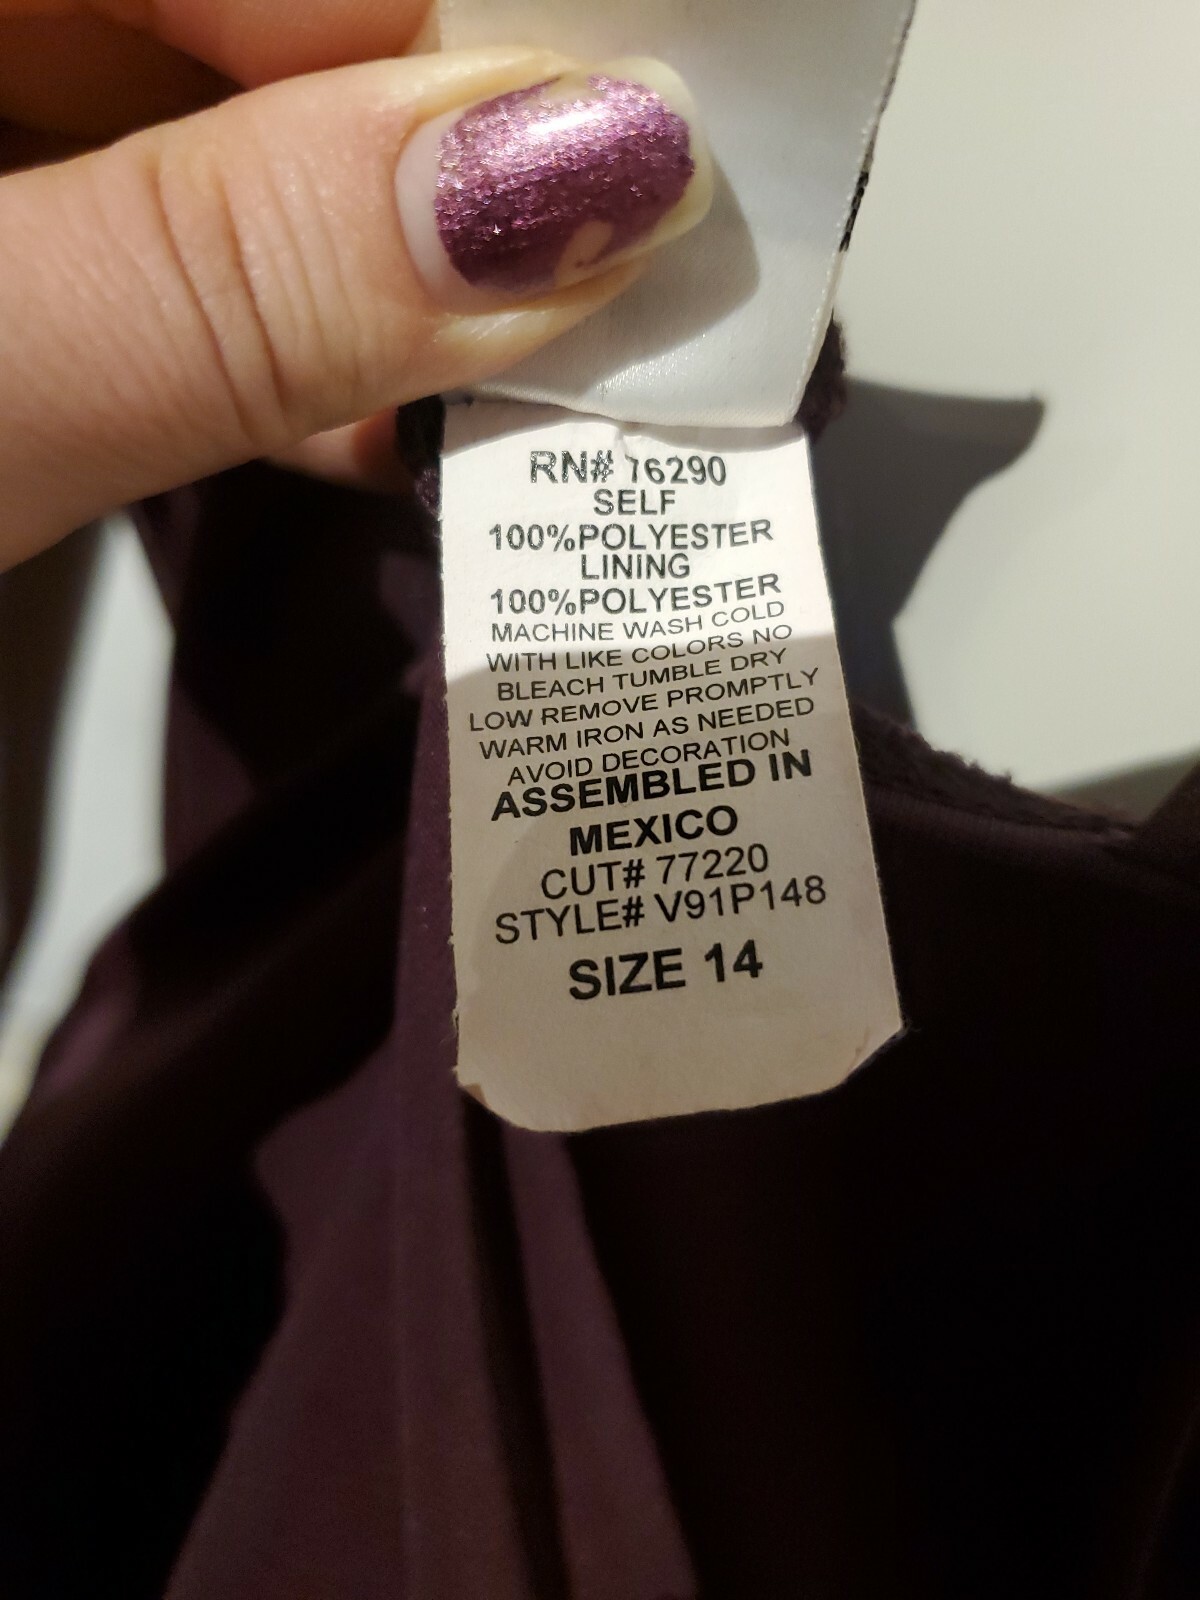 RN# 76290
SELF
100%POLYESTER
LINING
100%POLYESTER
MACHINE WASH COLD
WITH LIKE COLORS NO
BLEACH TUMBLE DRY
LOW REMOVE PROMPTLY
WARM IRON AS NEEDED
AVOID DECORATION
ASSEMBLED IN
MEXICO
CUT# 77220
STYLE# V91P148
SIZE 14